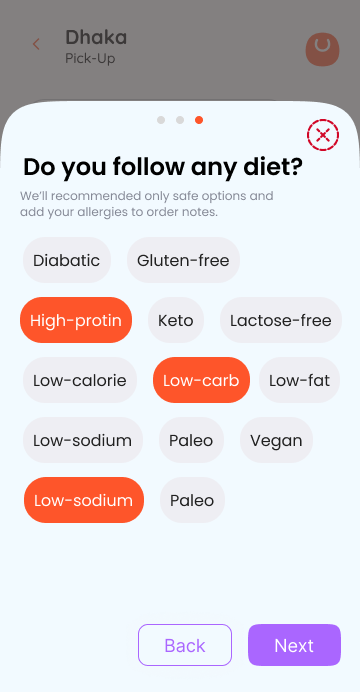 Dhaka
Pick-Up
Do you follow any diet?
We’ll recommended only safe options and
add your allergies to order notes.
Diabatic Gluten-free
High-protin Keto Lactose-free
Low-calorie Low-carb Low-fat
Low-sodium Paleo Vegan
Low-sodium Paleo
Back Next